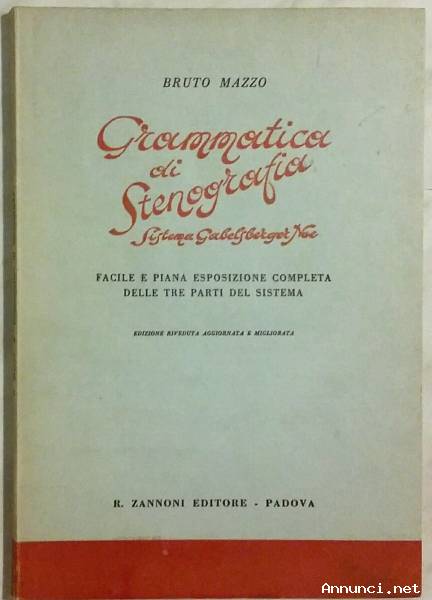 BRUTO MAZZO
Grammatica
di
Stenografia
Sistema Gabelsberger Noe
FACILE E PIANA ESPOSIZIONE COMPLETA
DELLE TRE PARTI DEL SISTEMA
EDIZIONE RIVEDUTA AGGIORNATA E MIGLIORATA
R. ZANNONI EDITORE - PADOVA
Annunci.net